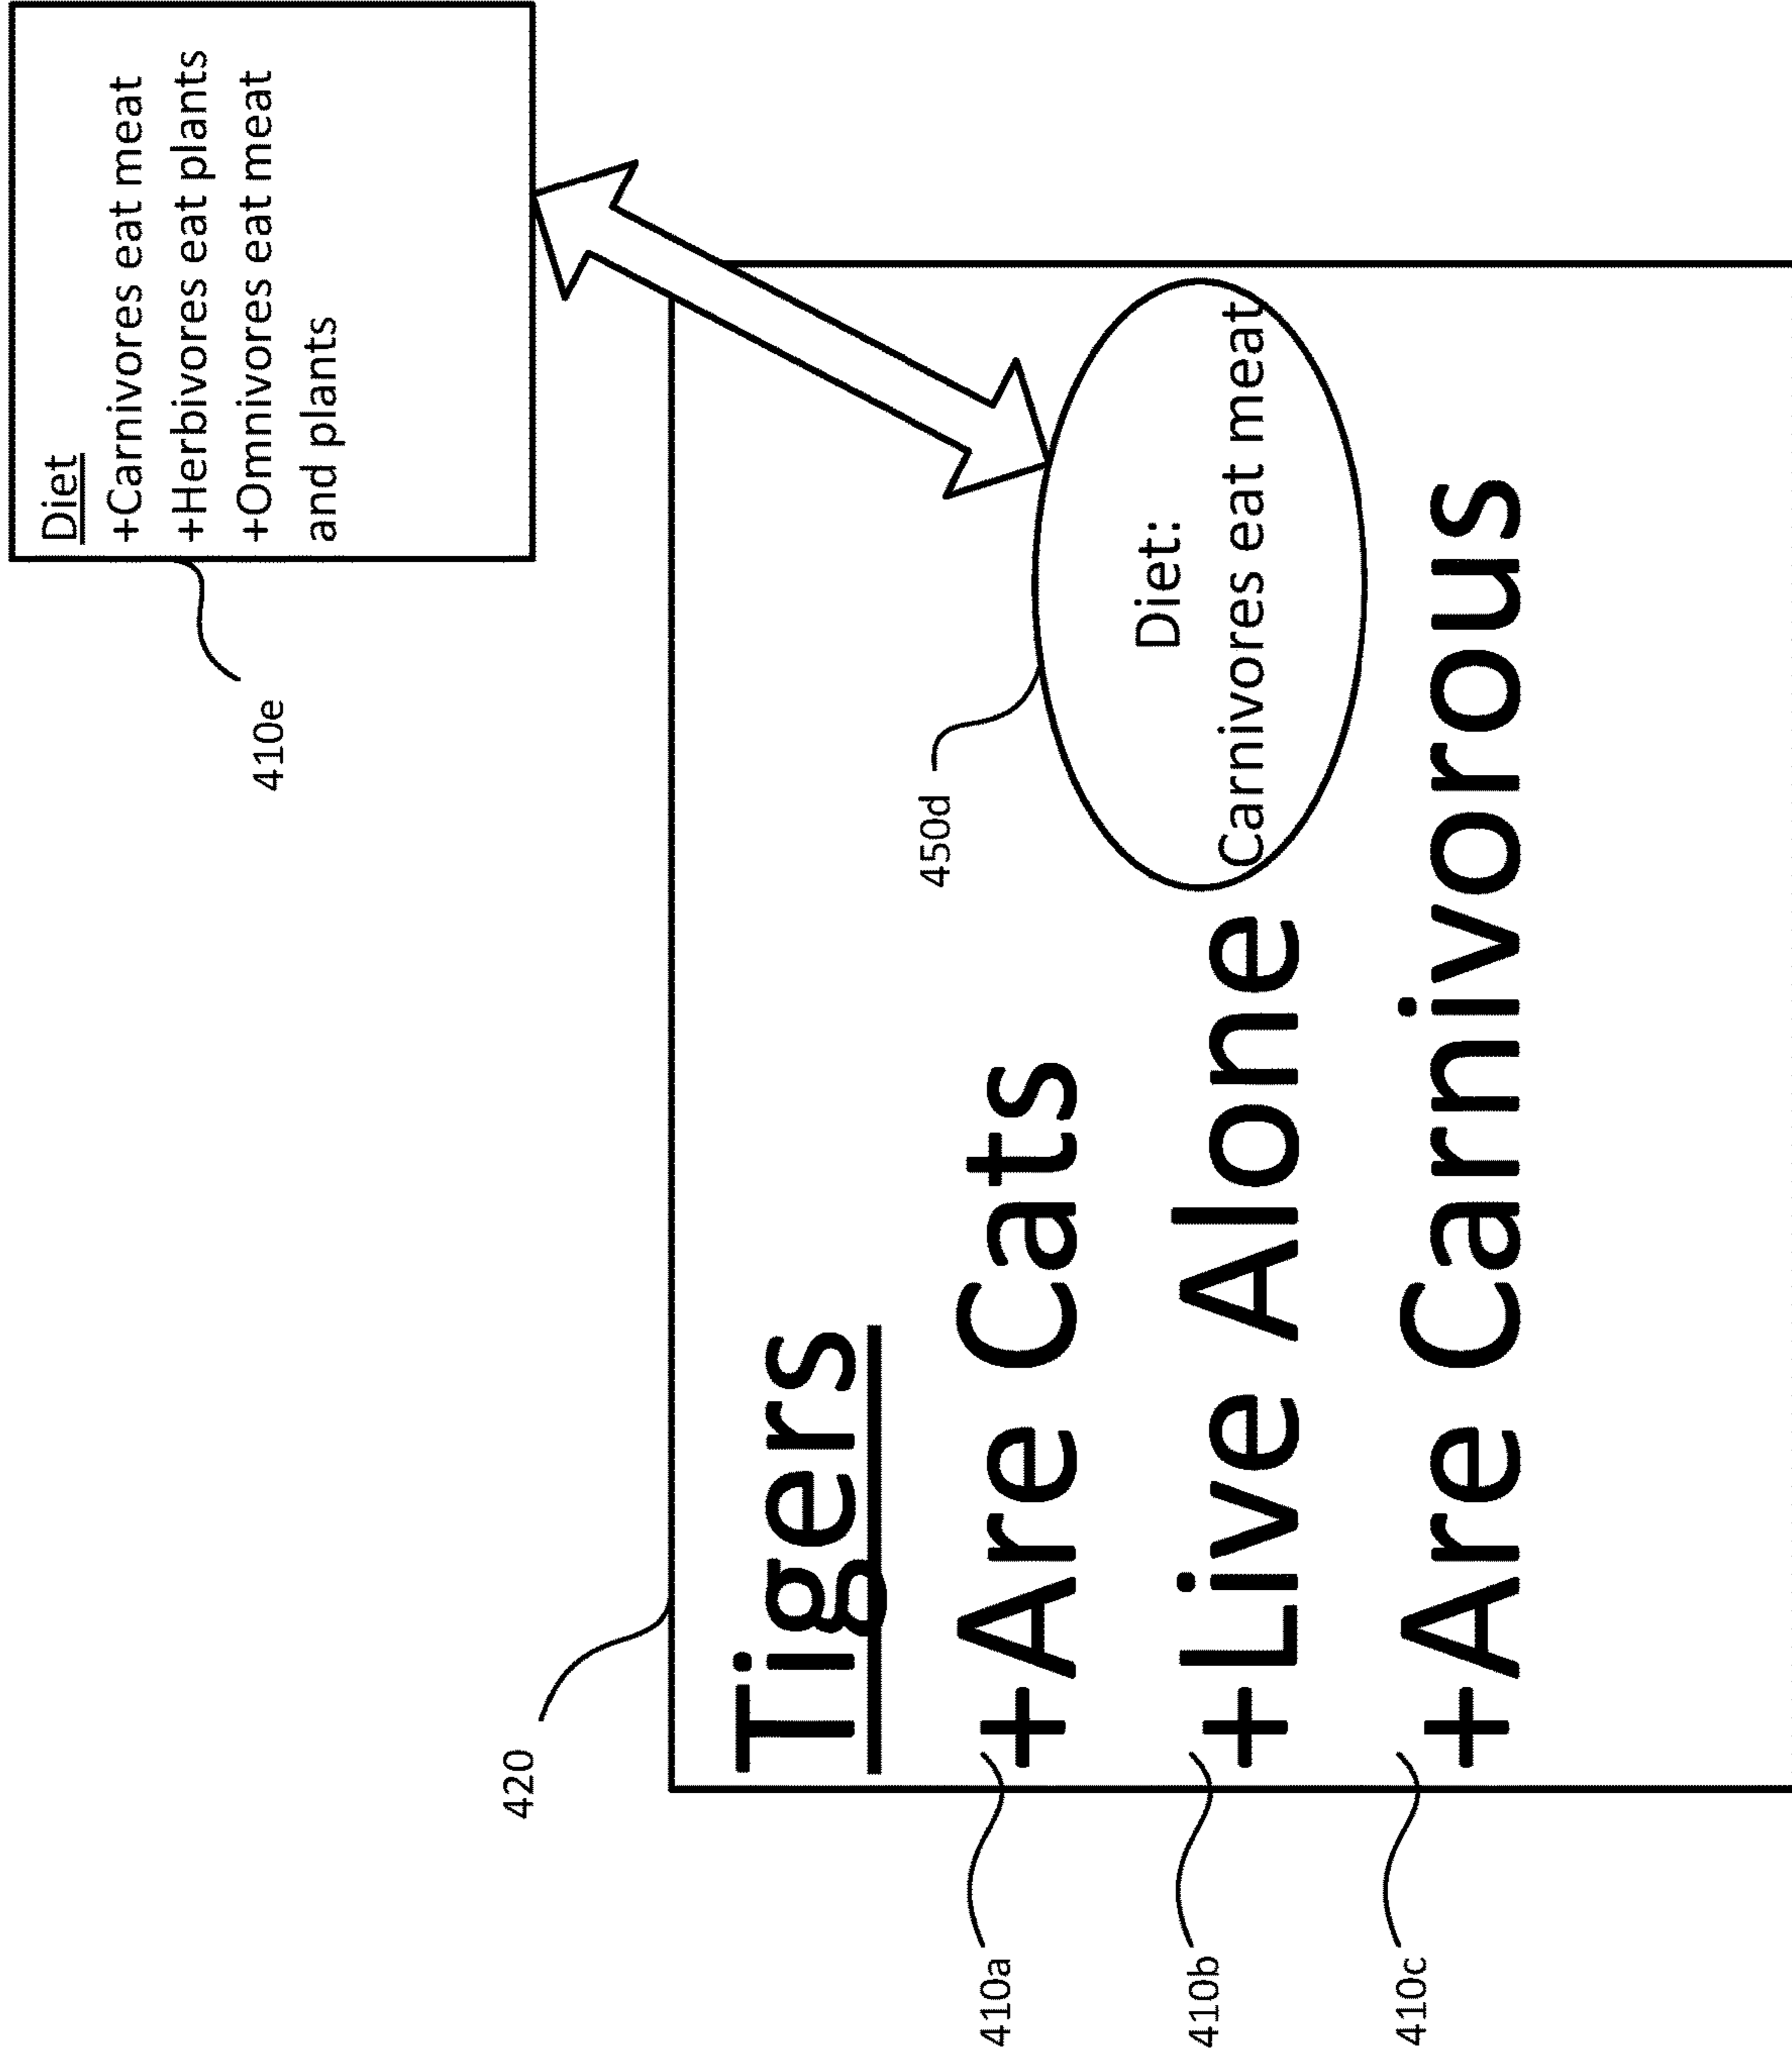 Diet
+Carnivores eat meat
+Herbivores eat plants
+Omnivores eat meat
and plants
410e
420
Tigers
450d
410a
+Are Cats
Diet:
Carnivores eat meat
410b
+Live Alone
410c
+Are Carnivorous